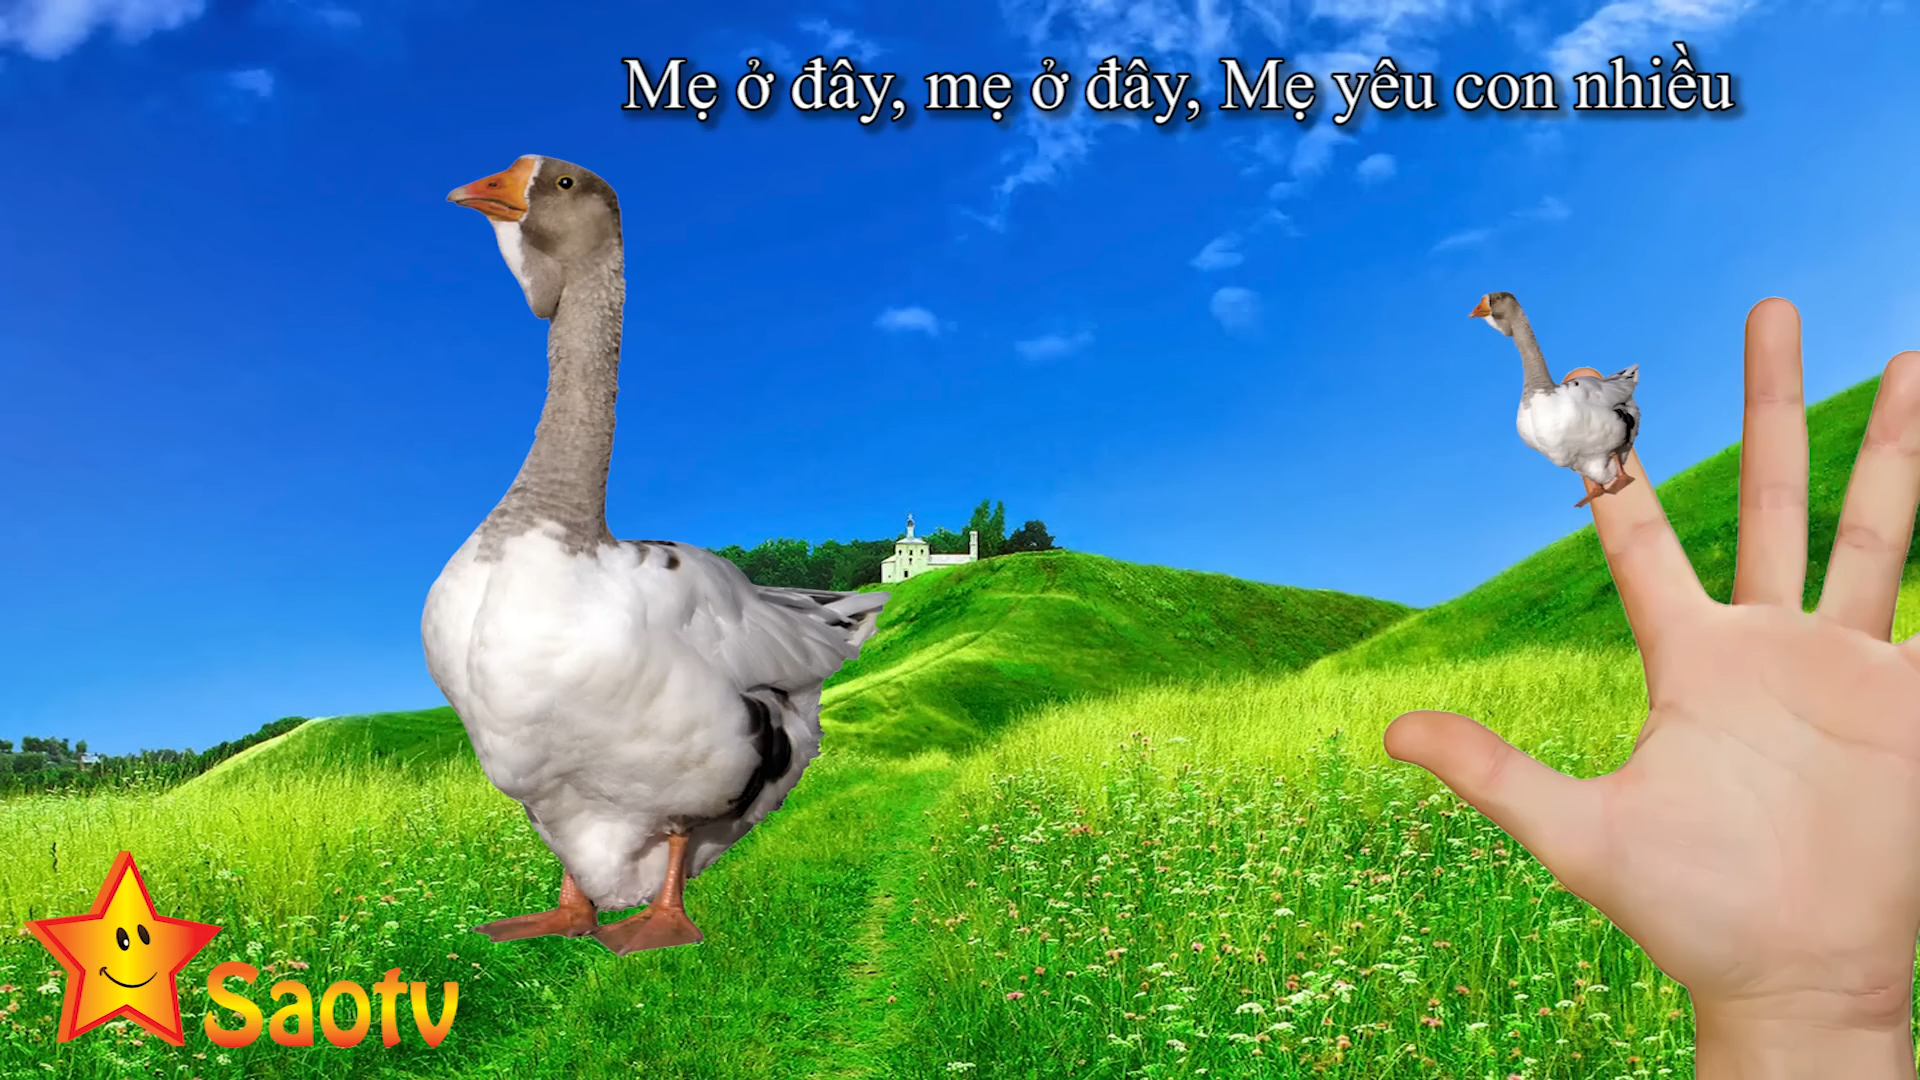 Mẹ ở đây, mẹ ở đây, Mẹ yêu con nhiều
Saotv